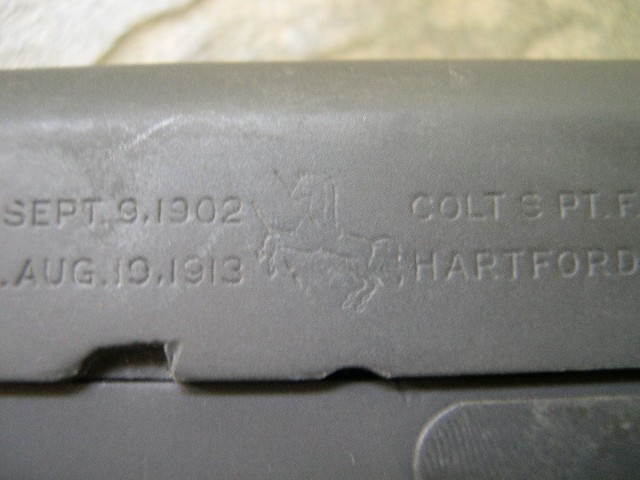 SEPT. 9, 1902 COLT S PT. F
. AUG. 19, 1913 HARTFORD